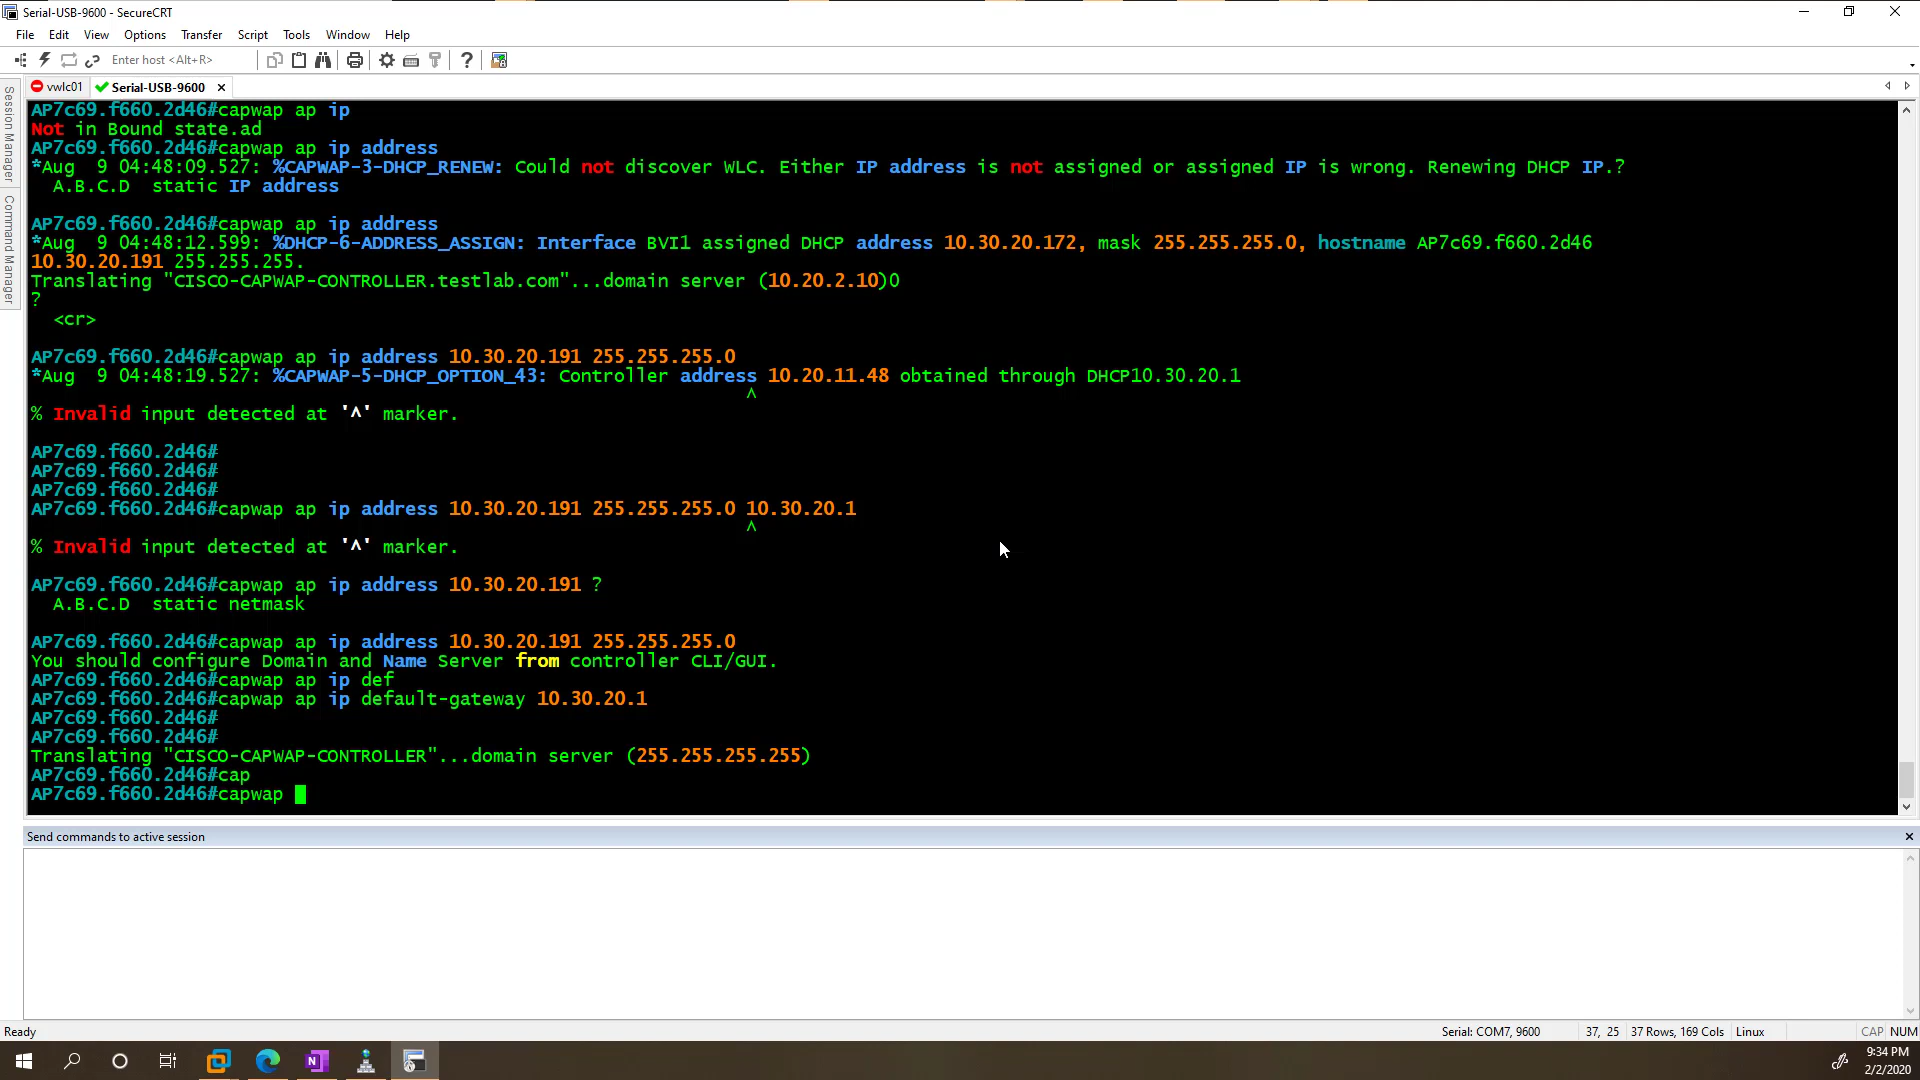 Serial-USB-9600 - SecureCRT
File Edit View Options Transfer Script Tools Window Help
Enter host <Alt+R>
vwlc01 Serial-USB-9600
Session Manager
Command Manager
AP7c69.f660.2d46#capwap ap ip
Not in Bound state.ad
AP7c69.f660.2d46#capwap ap ip address
*Aug  9 04:48:09.527: %CAPWAP-3-DHCP_RENEW: Could not discover WLC. Either IP address is not assigned or assigned IP is wrong. Renewing DHCP IP.?
  A.B.C.D  static IP address
AP7c69.f660.2d46#capwap ap ip address
*Aug  9 04:48:12.599: %DHCP-6-ADDRESS_ASSIGN: Interface BVI1 assigned DHCP address 10.30.20.172, mask 255.255.255.0, hostname AP7c69.f660.2d46
10.30.20.191 255.255.255.
Translating "CISCO-CAPWAP-CONTROLLER.testlab.com"...domain server (10.20.2.10)0
?
  <cr>
AP7c69.f660.2d46#capwap ap ip address 10.30.20.191 255.255.255.0
*Aug  9 04:48:19.527: %CAPWAP-5-DHCP_OPTION_43: Controller address 10.20.11.48 obtained through DHCP10.30.20.1
^
% Invalid input detected at '^' marker.
AP7c69.f660.2d46#
AP7c69.f660.2d46#
AP7c69.f660.2d46#
AP7c69.f660.2d46#capwap ap ip address 10.30.20.191 255.255.255.0 10.30.20.1
^
% Invalid input detected at '^' marker.
AP7c69.f660.2d46#capwap ap ip address 10.30.20.191 ?
  A.B.C.D  static netmask
AP7c69.f660.2d46#capwap ap ip address 10.30.20.191 255.255.255.0
You should configure Domain and Name Server from controller CLI/GUI.
AP7c69.f660.2d46#capwap ap ip def
AP7c69.f660.2d46#capwap ap ip default-gateway 10.30.20.1
AP7c69.f660.2d46#
AP7c69.f660.2d46#
Translating "CISCO-CAPWAP-CONTROLLER"...domain server (255.255.255.255)
AP7c69.f660.2d46#cap
AP7c69.f660.2d46#capwap
Send commands to active session
Ready Serial: COM7, 9600 37, 25 37 Rows, 169 Cols Linux CAP NUM
9:34 PM
2/2/2020